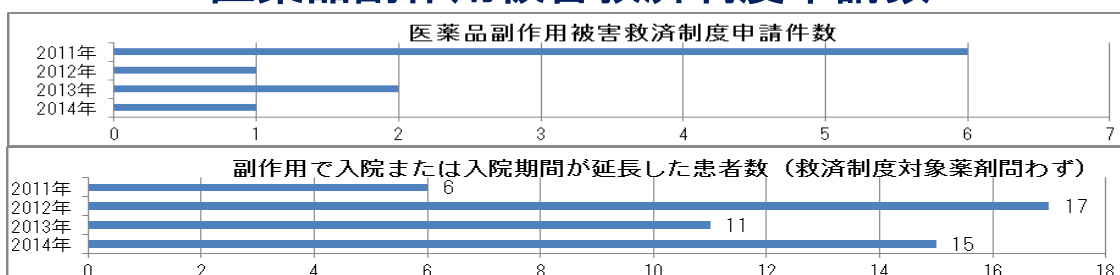 医薬品副作用被害救済制度申請件数
2011年
2012年
2013年
2014年
0 1 2 3 4 5 6 7
副作用で入院または入院期間が延長した患者数（救済制度対象薬剤問わず）
2011年 6
2012年 17
2013年 11
2014年 15
0 2 4 6 8 10 12 14 16 18